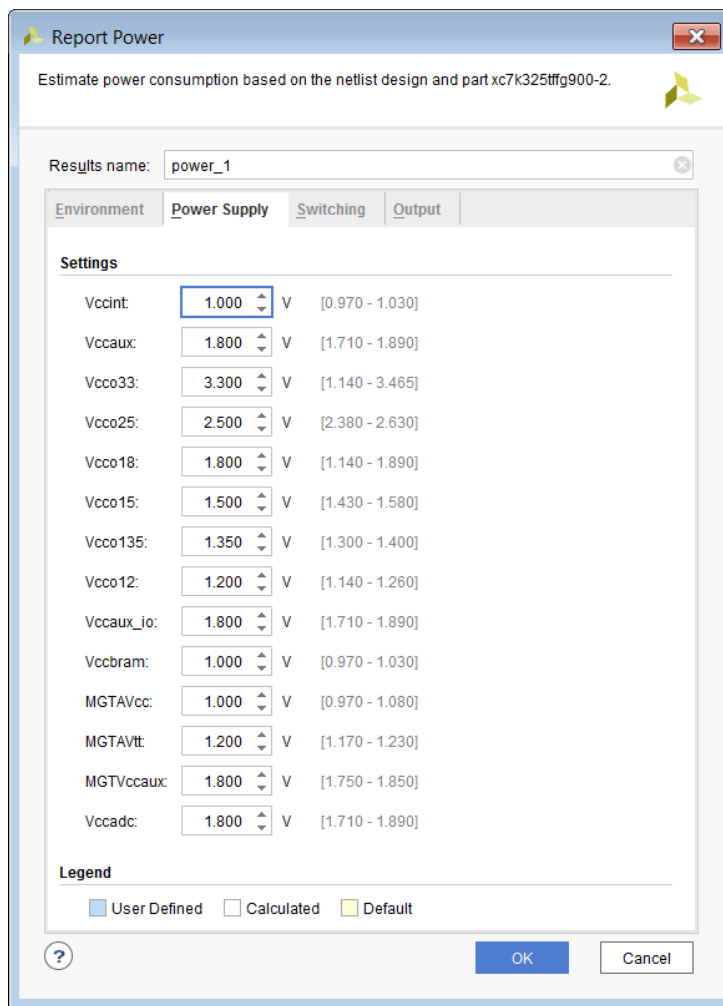 Report Power
Estimate power consumption based on the netlist design and part xc7k325tffg900-2.
Results name: power_1
Environment Power Supply Switching Output
Settings
Vccint: 1.000 V [0.970 - 1.030]
Vccaux: 1.800 V [1.710 - 1.890]
Vcco33: 3.300 V [1.140 - 3.465]
Vcco25: 2.500 V [2.380 - 2.630]
Vcco18: 1.800 V [1.140 - 1.890]
Vcco15: 1.500 V [1.430 - 1.580]
Vcco135: 1.350 V [1.300 - 1.400]
Vcco12: 1.200 V [1.140 - 1.260]
Vccaux_io: 1.800 V [1.710 - 1.890]
Vccbram: 1.000 V [0.970 - 1.030]
MGTAVcc: 1.000 V [0.970 - 1.080]
MGTAVtt: 1.200 V [1.170 - 1.230]
MGTVccaux: 1.800 V [1.750 - 1.850]
Vccadc: 1.800 V [1.710 - 1.890]
Legend
User Defined Calculated Default
? OK Cancel